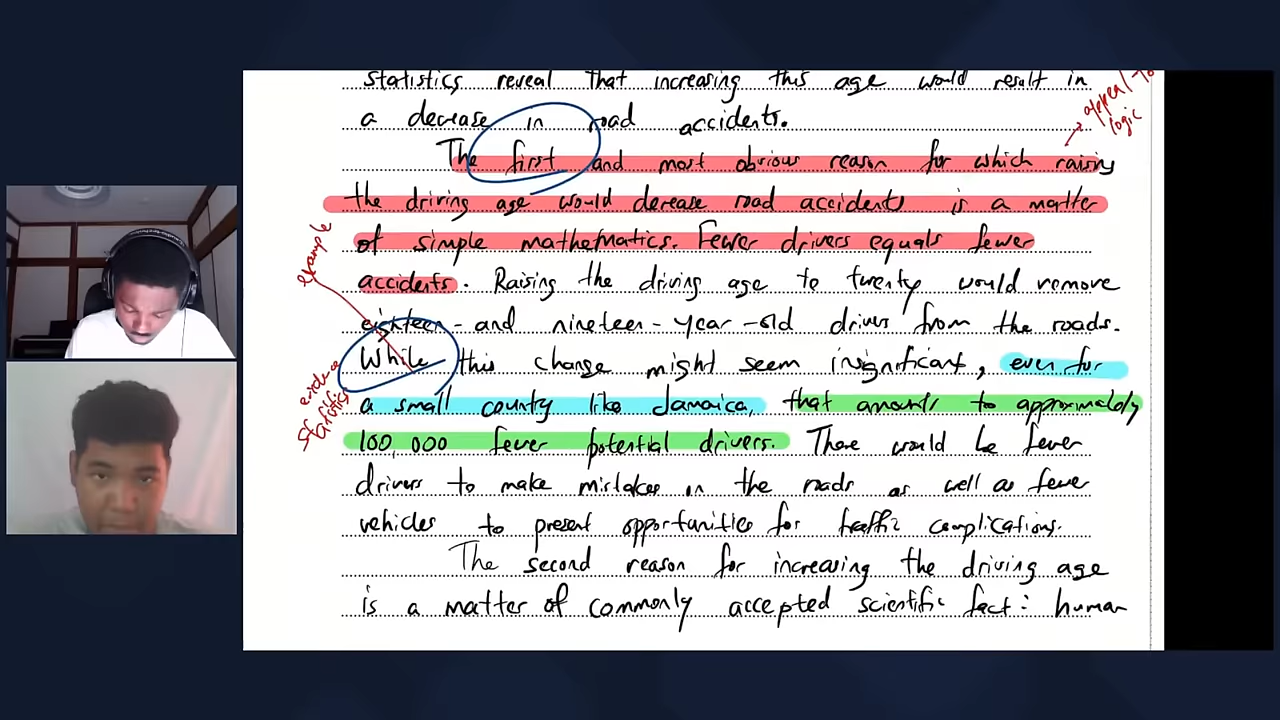 statistics reveal that increasing this age would result in
a decrease in road accidents.
appeal to
logic
The first and most obvious reason for which raising
the driving age would decrease road accidents is a matter
of simple mathematics. Fewer drivers equals fewer
example
accidents. Raising the driving age to twenty would remove
eighteen-and nineteen-year-old drivers from the roads.
While this change might seem insignificant, even for
evidence
statistics
a small county like Jamaica, that amounts to approximately
100,000 fewer potential drivers. There would be fewer
drivers to make mistakes on the roads as well as fewer
vehicles to present opportunities for traffic complications.
The second reason for increasing the driving age
is a matter of commonly accepted scientific fact: human